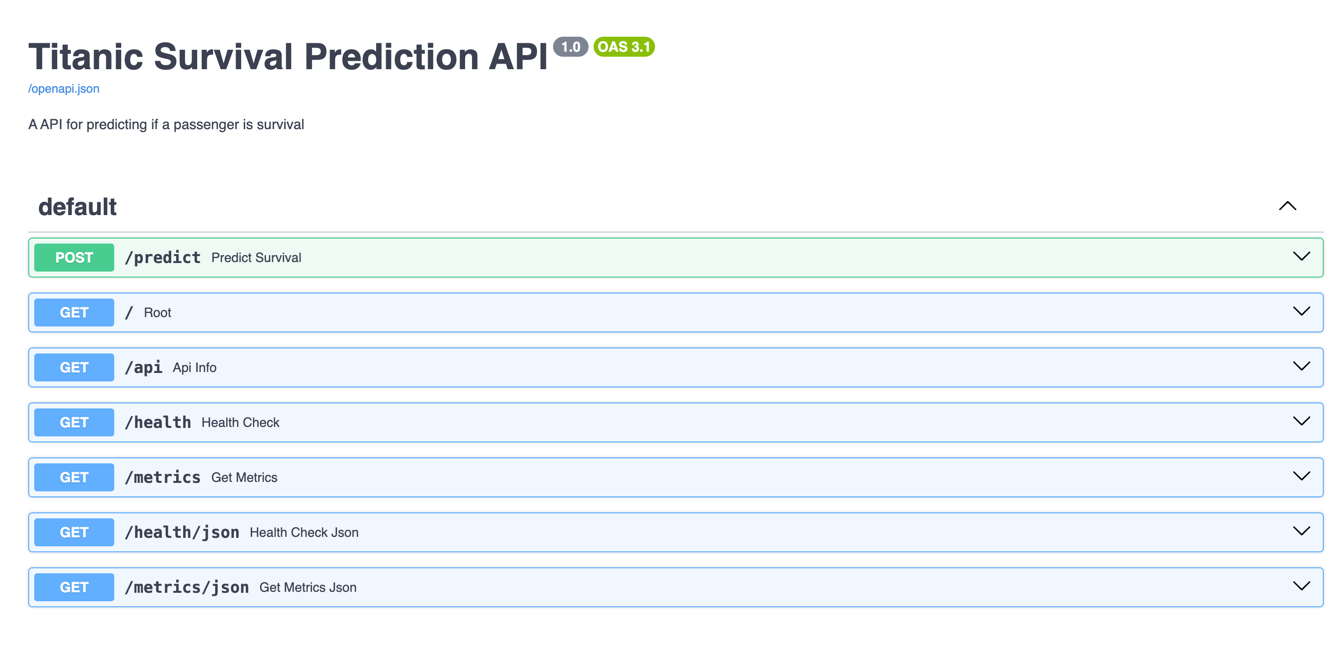 Titanic Survival Prediction API 1.0 OAS 3.1
/openapi.json
A API for predicting if a passenger is survival
default
POST /predict Predict Survival
GET / Root
GET /api Api Info
GET /health Health Check
GET /metrics Get Metrics
GET /health/json Health Check Json
GET /metrics/json Get Metrics Json